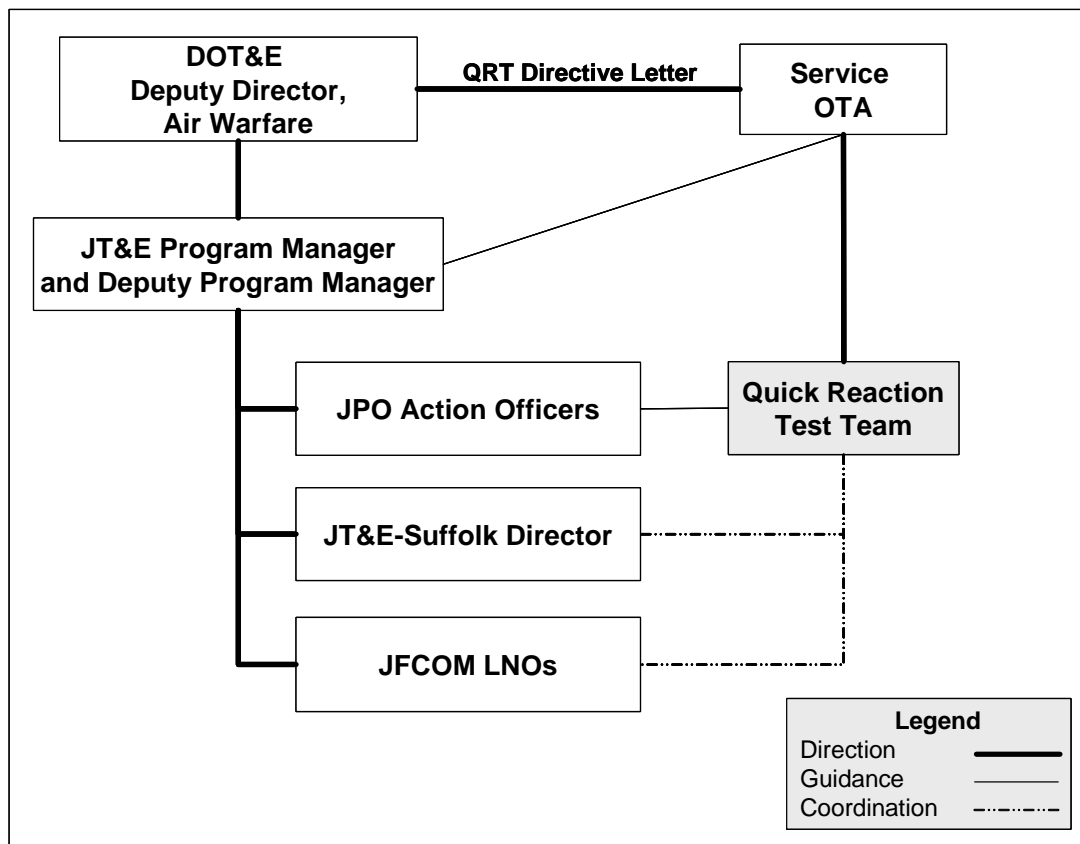 DOT&E
Deputy Director,
Air Warfare
QRT Directive Letter
Service
OTA
JT&E Program Manager
and Deputy Program Manager
JPO Action Officers
Quick Reaction
Test Team
JT&E-Suffolk Director
JFCOM LNOs
Legend
Direction
Guidance
Coordination